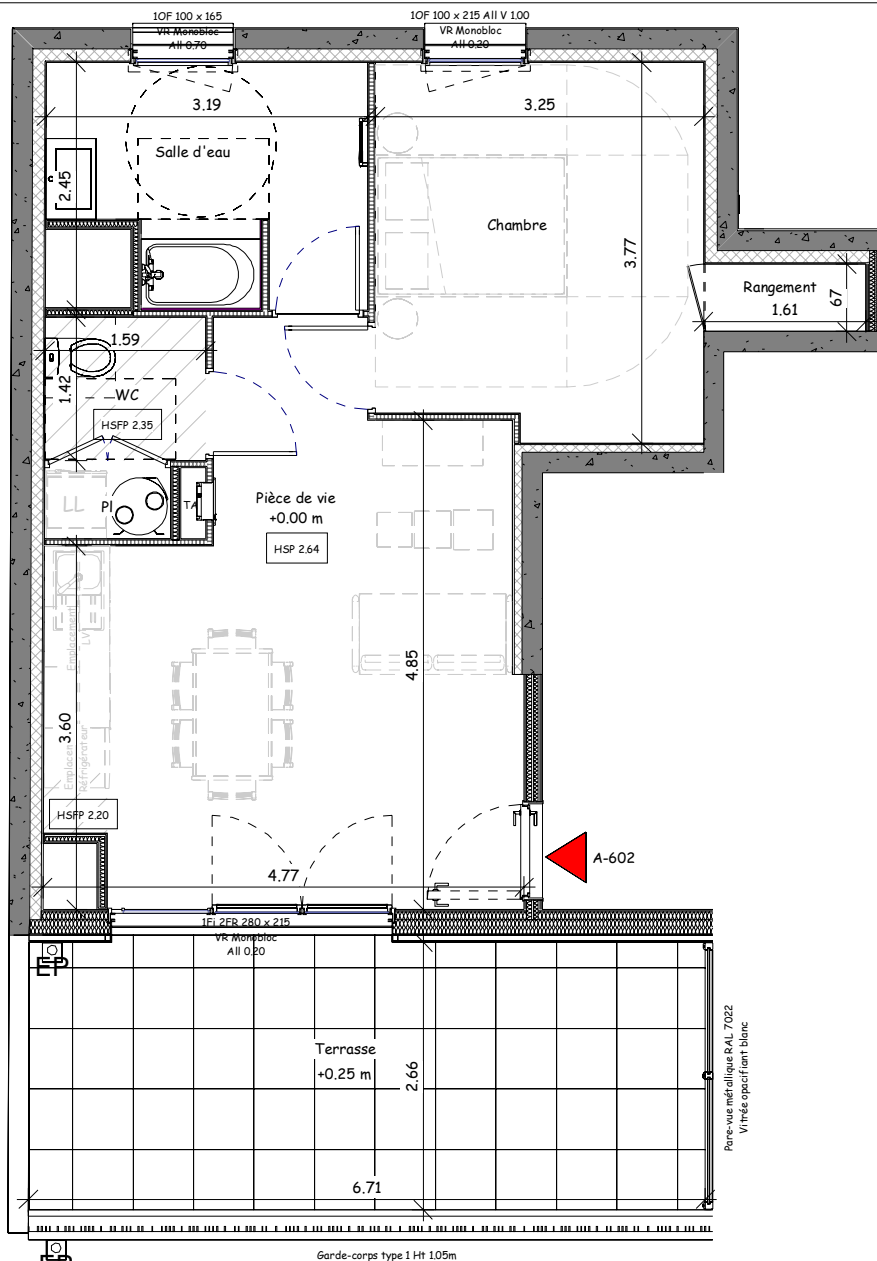 1OF 100 x 165
VR Monobloc
All 0,70
1OF 100 x 215 All V 1,00
VR Monobloc
All 0,20
3.19
3.25
Salle d'eau
2.45
Chambre
3.77
Rangement
1.61
67
1.59
1.42
WC
HSFP 2,35
LL
Pl
TA
Pièce de vie
+0.00 m
HSP 2,64
Emplacement
LV
4.85
3.60
Réfrigérateur
HSFP 2,20
4.77
A-602
1Fi 2FR 280 x 215
VR Monobloc
All 0,20
EP
Terrasse
+0,25 m
2.66
6.71
Pare-vue métallique RAL 7022
Vitrée opacifiant blanc
Garde-corps type 1 Ht 1,05m